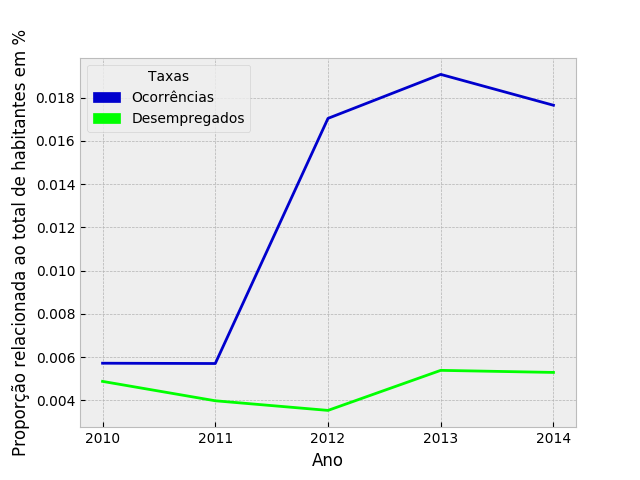 Proporção relacionada ao total de habitantes em %
Taxas
Ocorrências
Desempregados
0.018
0.016
0.014
0.012
0.010
0.008
0.006
0.004
2010 2011 2012 2013 2014
Ano